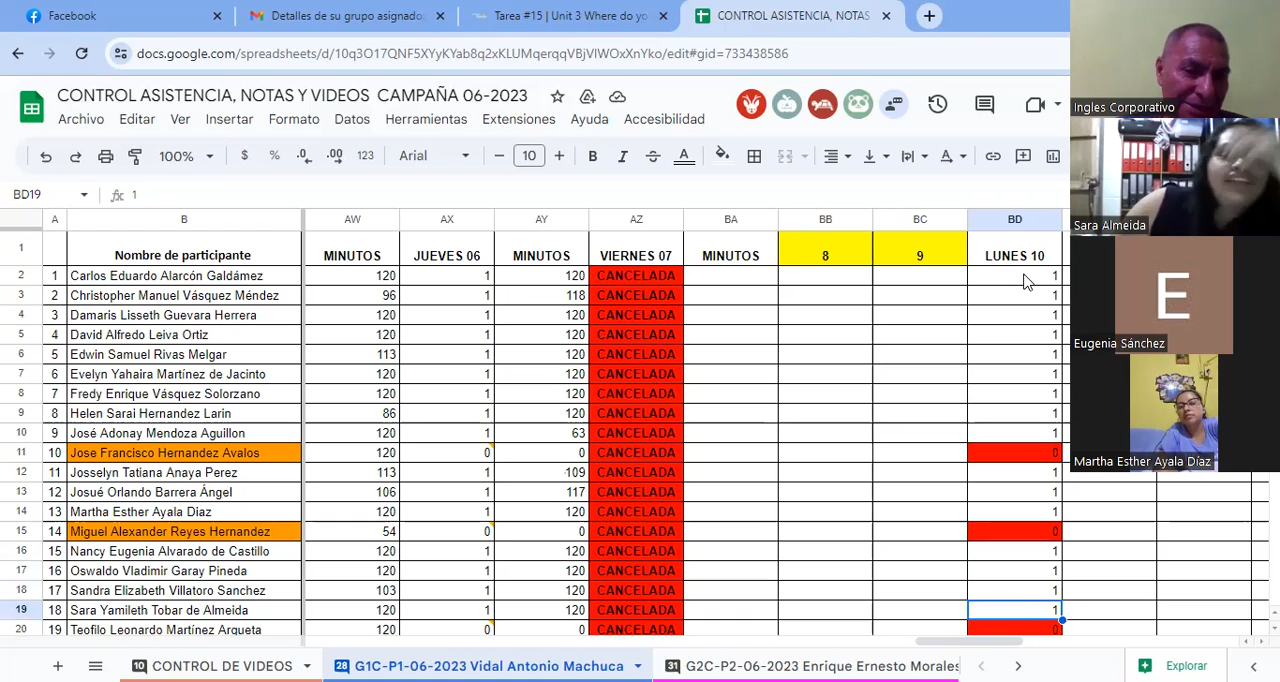 Facebook
Detalles de su grupo asignado
Tarea #15 | Unit 3 Where do yo
CONTROL ASISTENCIA, NOTAS
docs.google.com/spreadsheets/d/10q3O17QNF5XYyKYab8q2xKLUMqerqqVBjVIWOxXnYko/edit#gid=733438586
CONTROL ASISTENCIA, NOTAS Y VIDEOS CAMPAÑA 06-2023
Archivo Editar Ver Insertar Formato Datos Herramientas Extensiones Ayuda Accesibilidad
100% $ % .0 .00 123 Arial - 10 + B I A
BD19 fx 1
A B AW AX AY AZ BA BB BC BD
1 Nombre de participante MINUTOS JUEVES 06 MINUTOS VIERNES 07 MINUTOS 8 9 LUNES 10
2 1 Carlos Eduardo Alarcón Galdámez 120 1 120 CANCELADA 1
3 2 Christopher Manuel Vásquez Méndez 96 1 118 CANCELADA 1
4 3 Damaris Lisseth Guevara Herrera 120 1 120 CANCELADA 1
5 4 David Alfredo Leiva Ortiz 120 1 120 CANCELADA 1
6 5 Edwin Samuel Rivas Melgar 113 1 120 CANCELADA 1
7 6 Evelyn Yahaira Martínez de Jacinto 120 1 120 CANCELADA 1
8 7 Fredy Enrique Vásquez Solorzano 120 1 120 CANCELADA 1
9 8 Helen Sarai Hernandez Larin 86 1 120 CANCELADA 1
10 9 José Adonay Mendoza Aguillon 120 1 63 CANCELADA 1
11 10 Jose Francisco Hernandez Avalos 120 0 0 CANCELADA 0
12 11 Josselyn Tatiana Anaya Perez 113 1 109 CANCELADA 1
13 12 Josué Orlando Barrera Ángel 106 1 117 CANCELADA 1
14 13 Martha Esther Ayala Diaz 120 1 120 CANCELADA 1
15 14 Miguel Alexander Reyes Hernandez 54 0 0 CANCELADA 0
16 15 Nancy Eugenia Alvarado de Castillo 120 1 120 CANCELADA 1
17 16 Oswaldo Vladimir Garay Pineda 120 1 120 CANCELADA 1
18 17 Sandra Elizabeth Villatoro Sanchez 103 1 120 CANCELADA 1
19 18 Sara Yamileth Tobar de Almeida 120 1 120 CANCELADA 1
20 19 Teofilo Leonardo Martínez Argueta 120 0 0 CANCELADA 0
10 CONTROL DE VIDEOS
28 G1C-P1-06-2023 Vidal Antonio Machuca
31 G2C-P2-06-2023 Enrique Ernesto Morales
Explorar
Ingles Corporativo
Sara Almeida
E
Eugenia Sánchez
Martha Esther Ayala Díaz